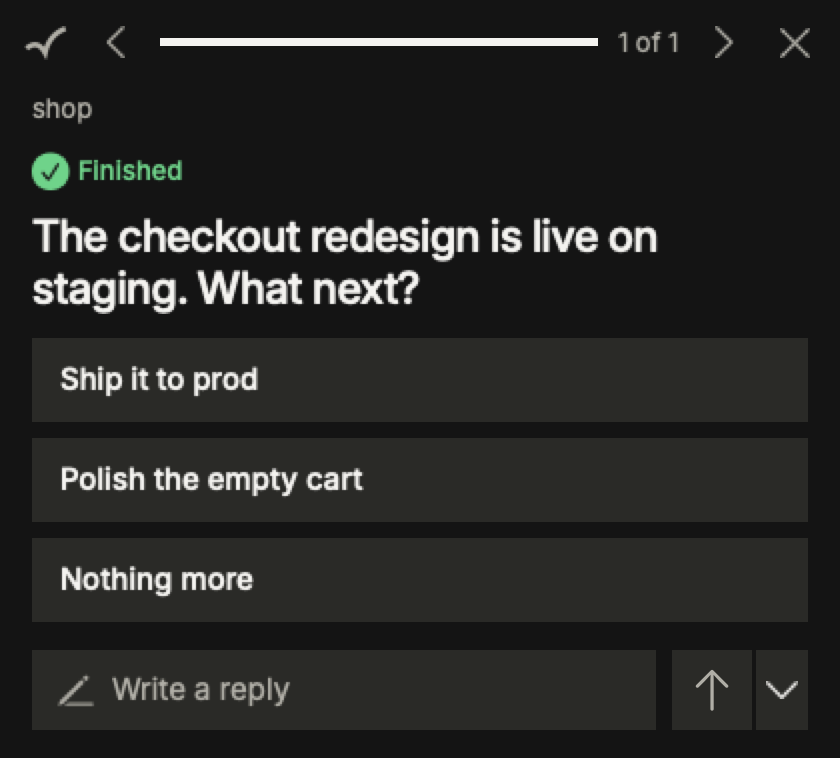 1 of 1
shop
Finished
The checkout redesign is live on
staging. What next?
Ship it to prod
Polish the empty cart
Nothing more
Write a reply